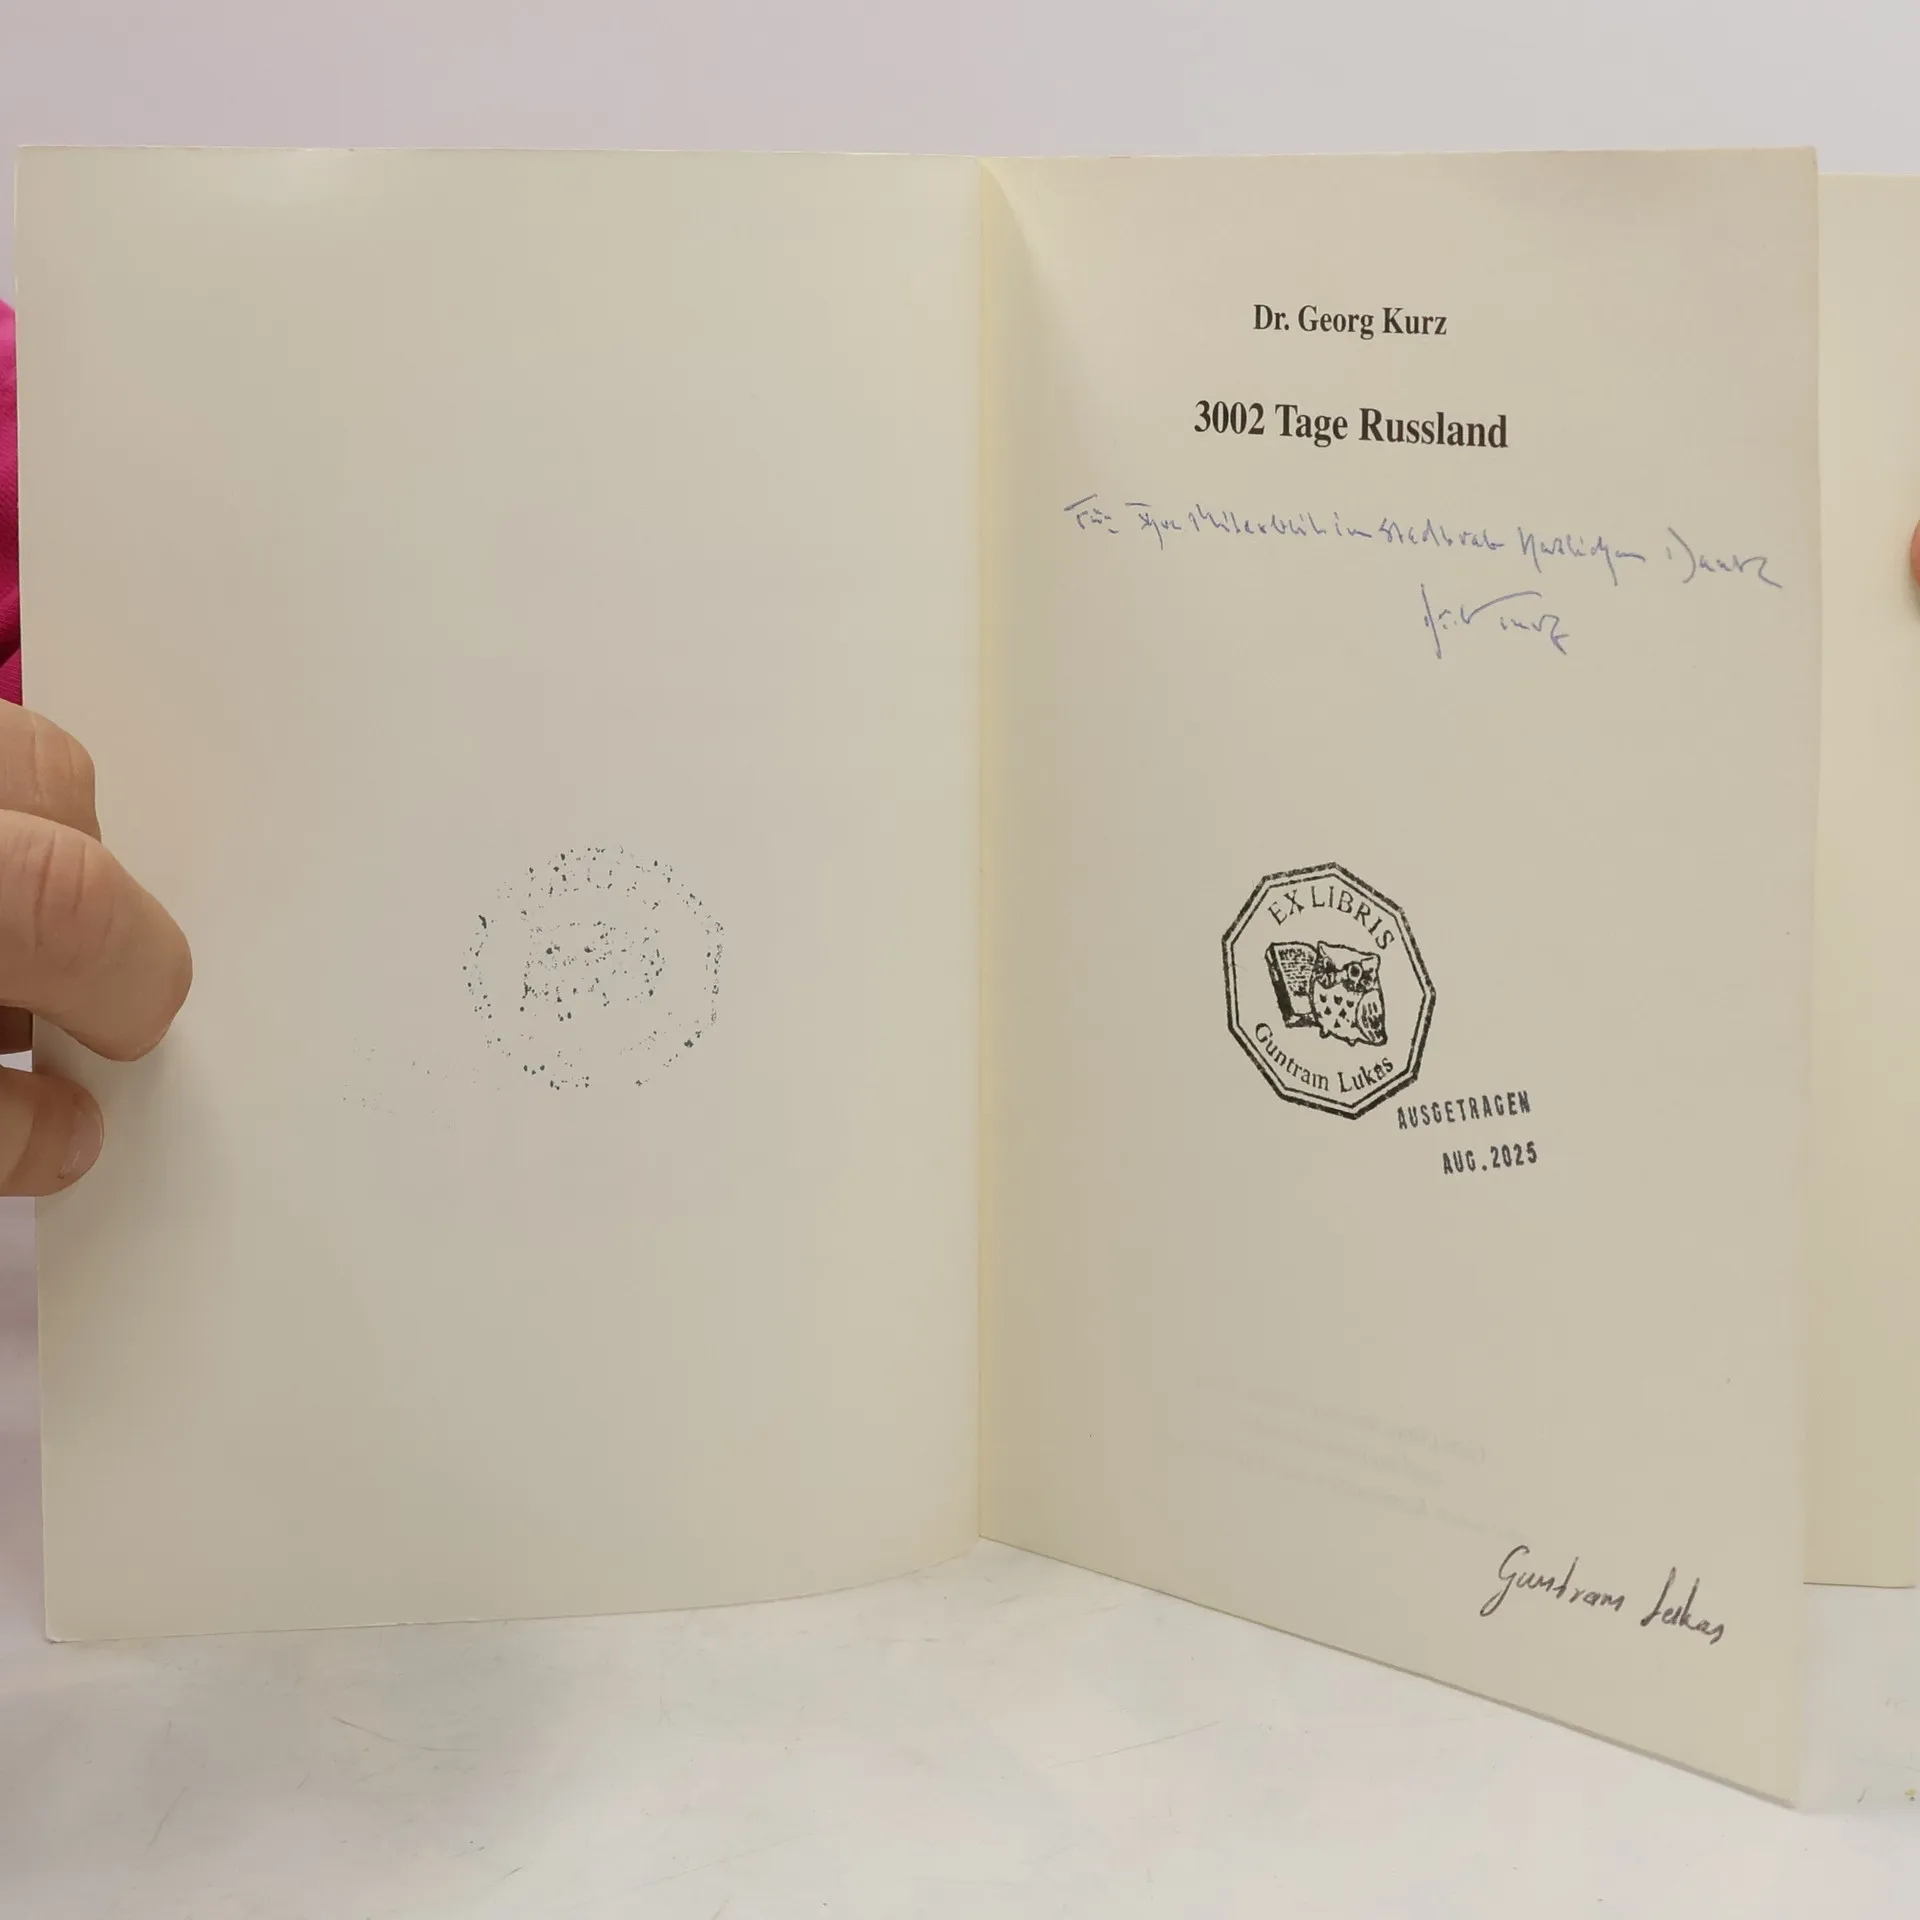 Dr. Georg Kurz
3002 Tage Russland
Für Ihre Mitarbeit im Stadtrat Herzlichen Dank
Kurz
EX LIBRIS
Guntram Lukas
AUSGETRAGEN
AUG. 2025
Guntram Lukas